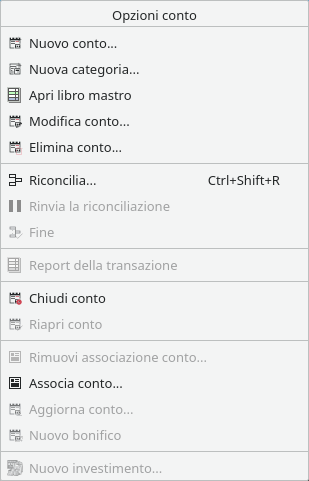 Opzioni conto
Nuovo conto...
Nuova categoria...
Apri libro mastro
Modifica conto...
Elimina conto...
Riconcilia... Ctrl+Shift+R
Rinvia la riconciliazione
Fine
Report della transazione
Chiudi conto
Riapri conto
Rimuovi associazione conto...
Associa conto...
Aggiorna conto...
Nuovo bonifico
Nuovo investimento...